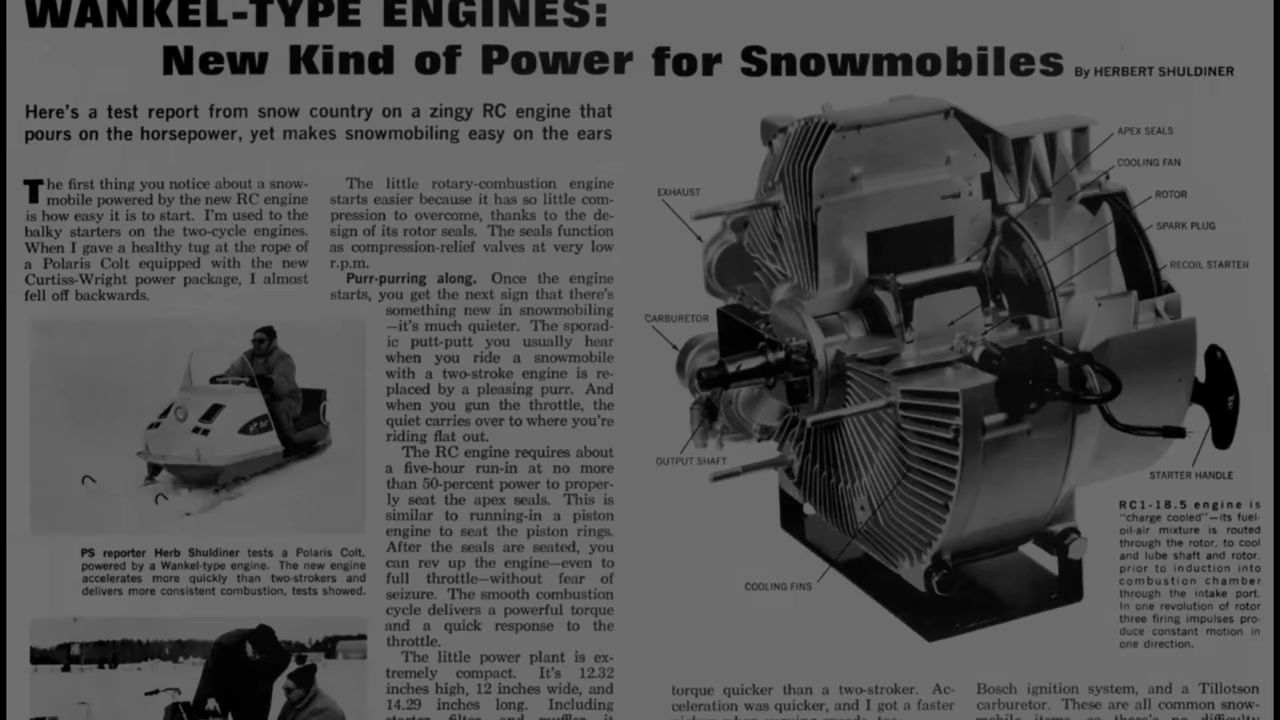 WANKEL-TYPE ENGINES:
New Kind of Power for Snowmobiles By HERBERT SHULDINER
Here's a test report from snow country on a zingy RC engine that
pours on the horsepower, yet makes snowmobiling easy on the ears
The first thing you notice about a snow-
mobile powered by the new RC engine
is how easy it is to start. I'm used to the
balky starters on the two-cycle engines.
When I gave a healthy tug at the rope of
a Polaris Colt equipped with the new
Curtiss-Wright power package, I almost
fell off backwards.
PS reporter Herb Shuldiner tests a Polaris Colt,
powered by a Wankel-type engine. The new engine
accelerates more quickly than two-strokers and
delivers more consistent combustion, tests showed.
The little rotary-combustion engine
starts easier because it has so little com-
pression to overcome, thanks to the de-
sign of its rotor seals. The seals function
as compression-relief valves at very low
r.p.m.
Purr-purring along. Once the engine
starts, you get the next sign that there's
something new in snowmobiling
—it's much quieter. The sporad-
ic putt-putt you usually hear
when you ride a snowmobile
with a two-stroke engine is re-
placed by a pleasing purr. And
when you gun the throttle, the
quiet carries over to where you're
riding flat out.
The RC engine requires about
a five-hour run-in at no more
than 50-percent power to proper-
ly seat the apex seals. This is
similar to running-in a piston
engine to seat the piston rings.
After the seals are seated, you
can rev up the engine—even to
full throttle—without fear of
seizure. The smooth combustion
cycle delivers a powerful torque
and a quick response to the
throttle.
The little power plant is ex-
tremely compact. It's 12.32
inches high, 12 inches wide, and
14.29 inches long. Including
starter, filter and muffler, it
EXHAUST
CARBURETOR
OUTPUT SHAFT
COOLING FINS
APEX SEALS
COOLING FAN
ROTOR
SPARK PLUG
RECOIL STARTER
STARTER HANDLE
RC1-18.5 engine is
"charge cooled"—its fuel-
oil-air mixture is routed
through the rotor, to cool
and lube shaft and rotor,
prior to induction into
combustion chamber
through the intake port.
In one revolution of rotor
three firing impulses pro-
duce constant motion in
one direction.
torque quicker than a two-stroker. Ac-
celeration was quicker, and I got a faster
Bosch ignition system, and a Tillotson
carburetor. These are all common snow-